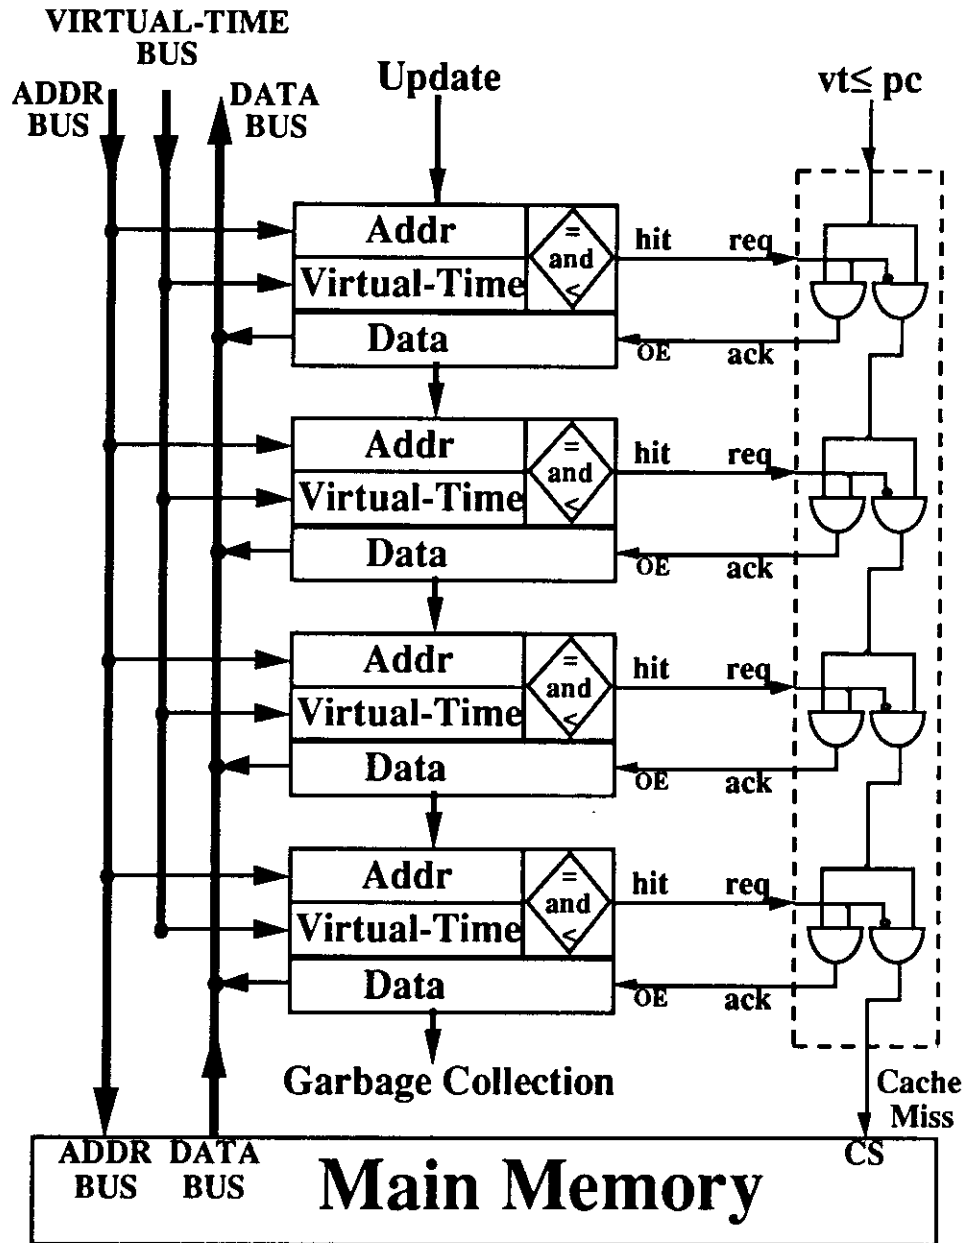 VIRTUAL-TIME
BUS
ADDR
BUS
DATA
BUS
Update
vt≤ pc
Addr
=
and
<
Virtual-Time
Data
hit
req
OE
ack
Addr
=
and
<
Virtual-Time
Data
hit
req
OE
ack
Addr
=
and
<
Virtual-Time
Data
hit
req
OE
ack
Addr
=
and
<
Virtual-Time
Data
hit
req
OE
ack
Garbage Collection
Cache
Miss
ADDR
BUS
DATA
BUS
CS
Main Memory